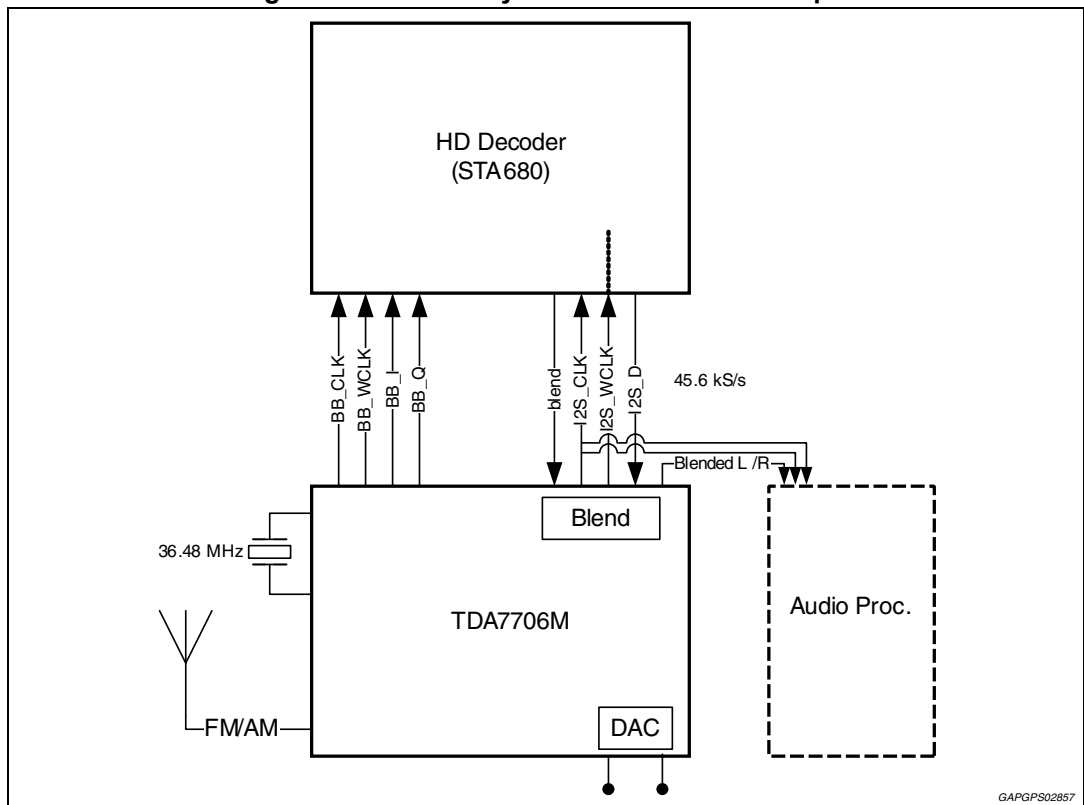 HD Decoder
(STA680)
BB_CLK
BB_WCLK
BB_I
BB_Q
blend
I2S_CLK
I2S_WCLK
I2S_D
45.6 kS/s
Blended L /R
Blend
36.48 MHz
TDA7706M
Audio Proc.
FM/AM
DAC
GAPGPS02857